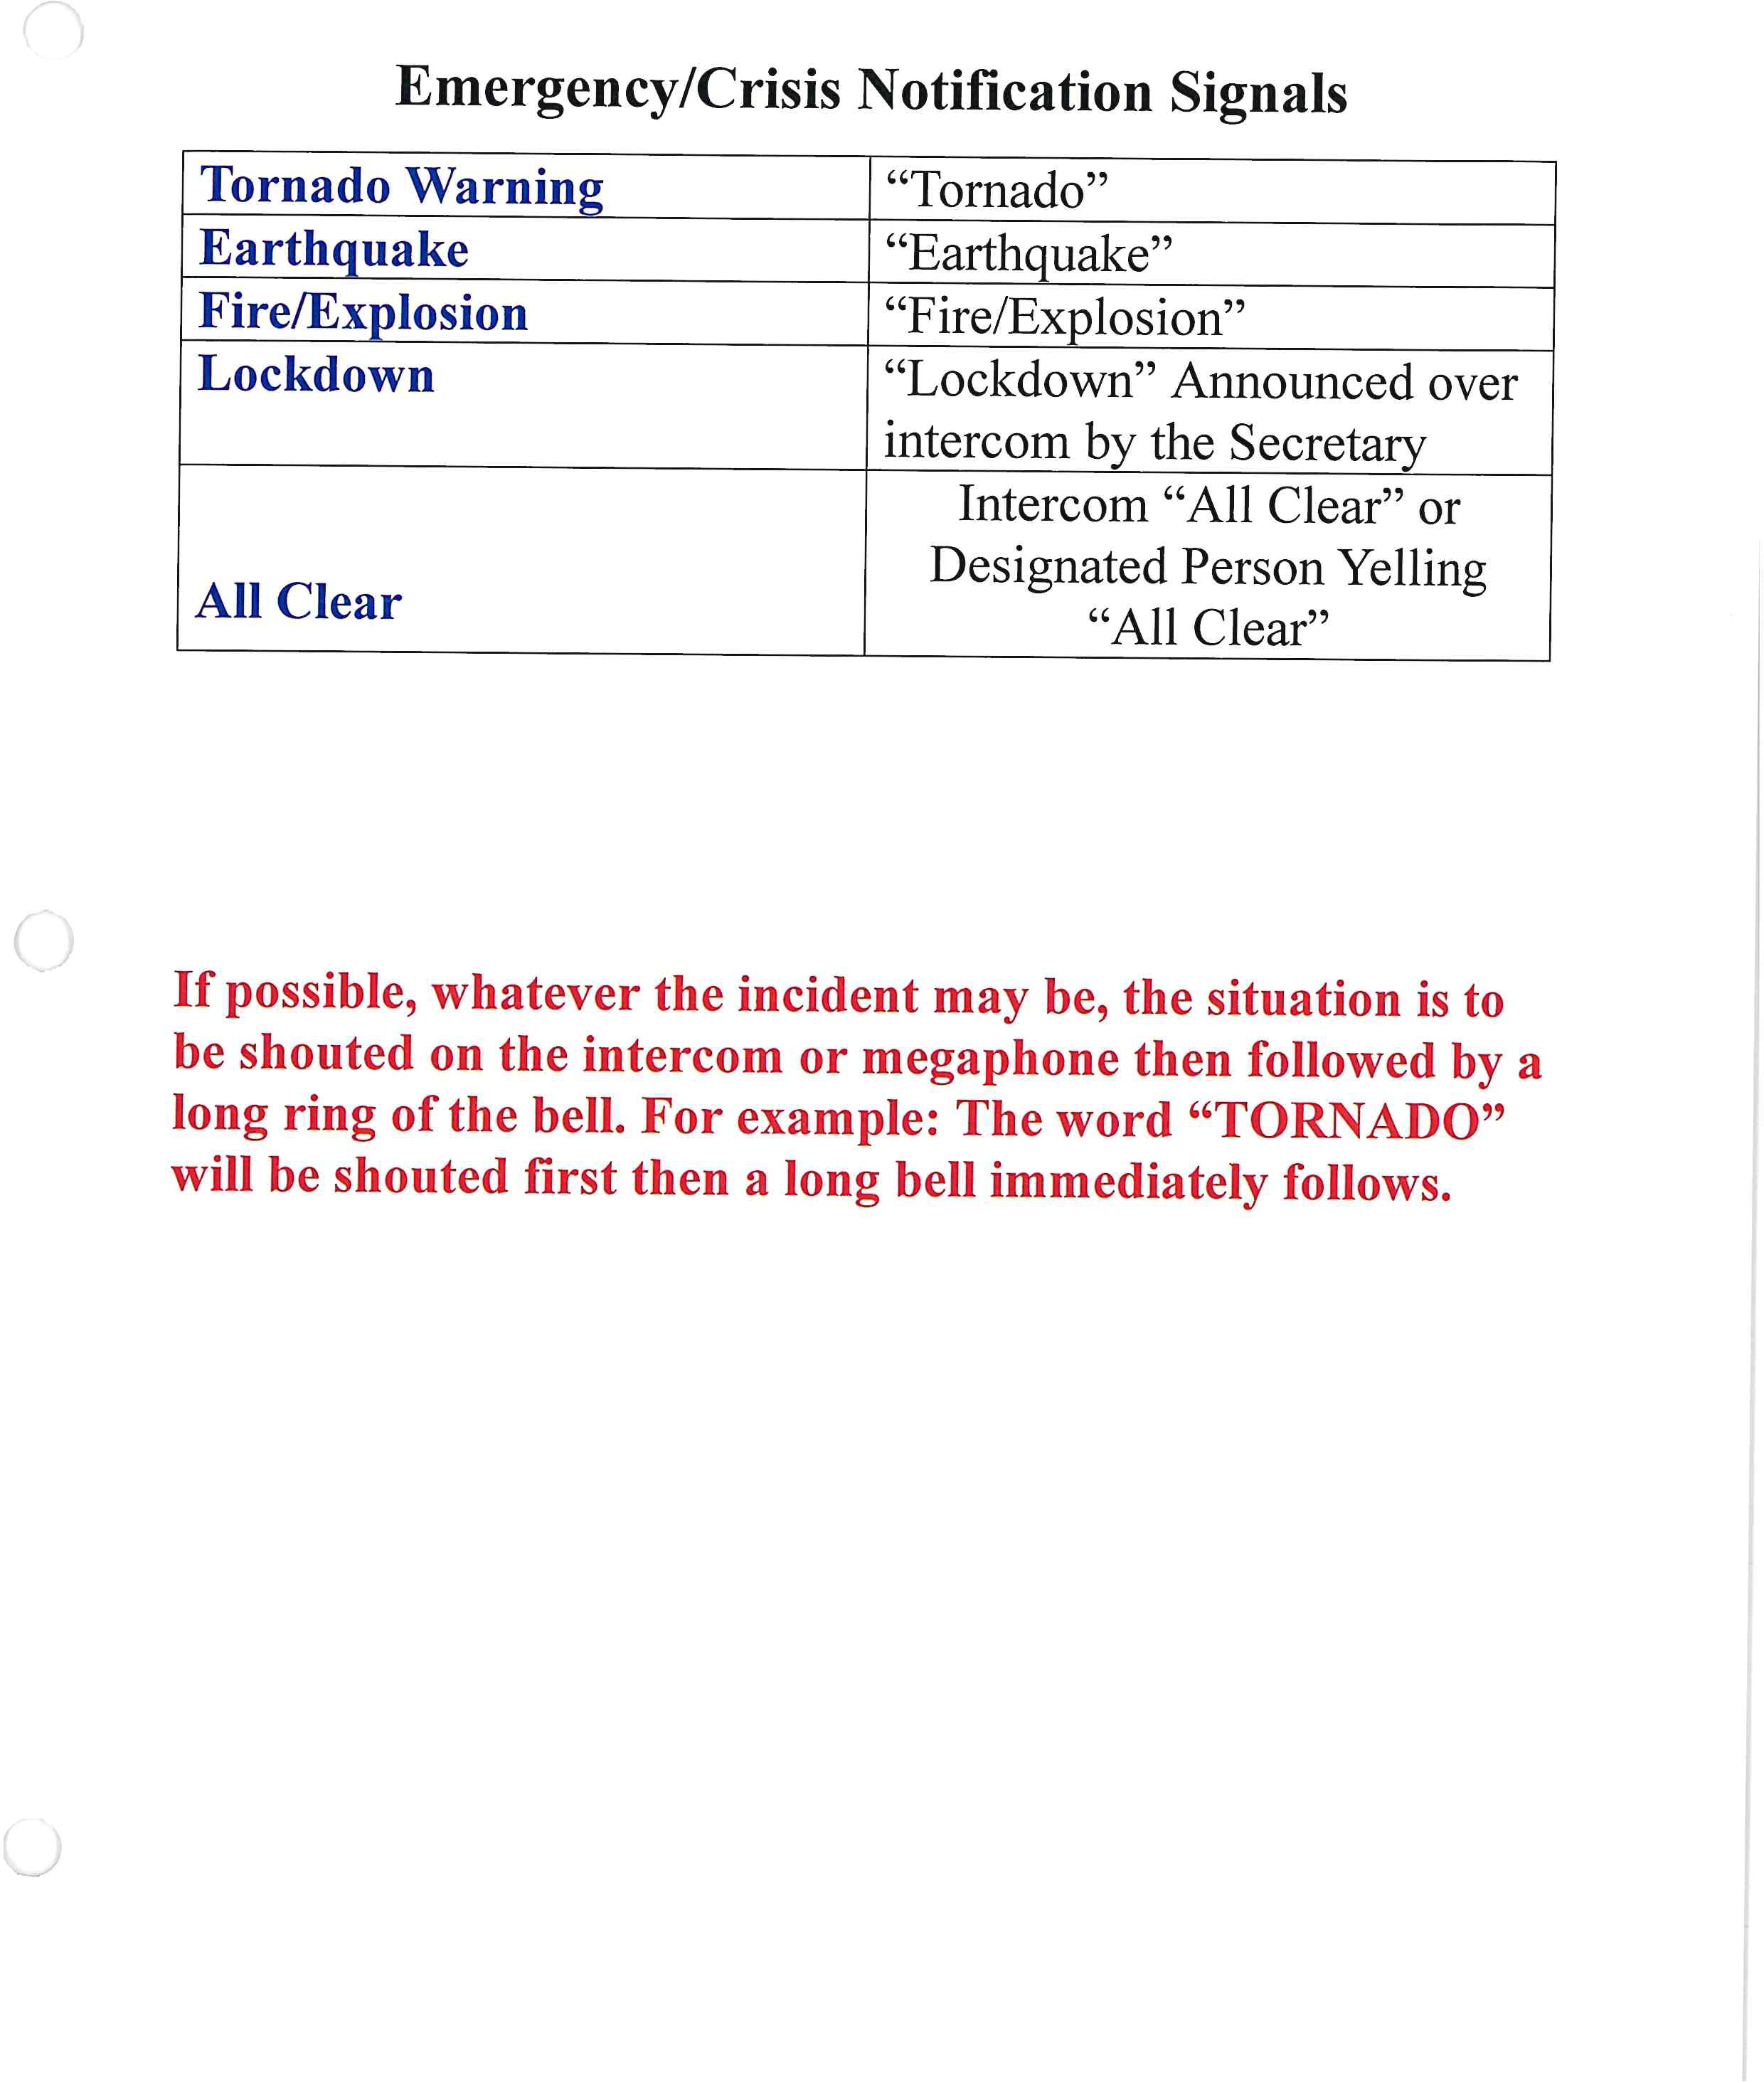 Emergency/Crisis Notification Signals
Tornado Warning “Tornado”
Earthquake “Earthquake”
Fire/Explosion “Fire/Explosion”
Lockdown “Lockdown” Announced over
intercom by the Secretary
Intercom “All Clear” or
Designated Person Yelling
All Clear “All Clear”
If possible, whatever the incident may be, the situation is to
be shouted on the intercom or megaphone then followed by a
long ring of the bell. For example: The word “TORNADO”
will be shouted first then a long bell immediately follows.